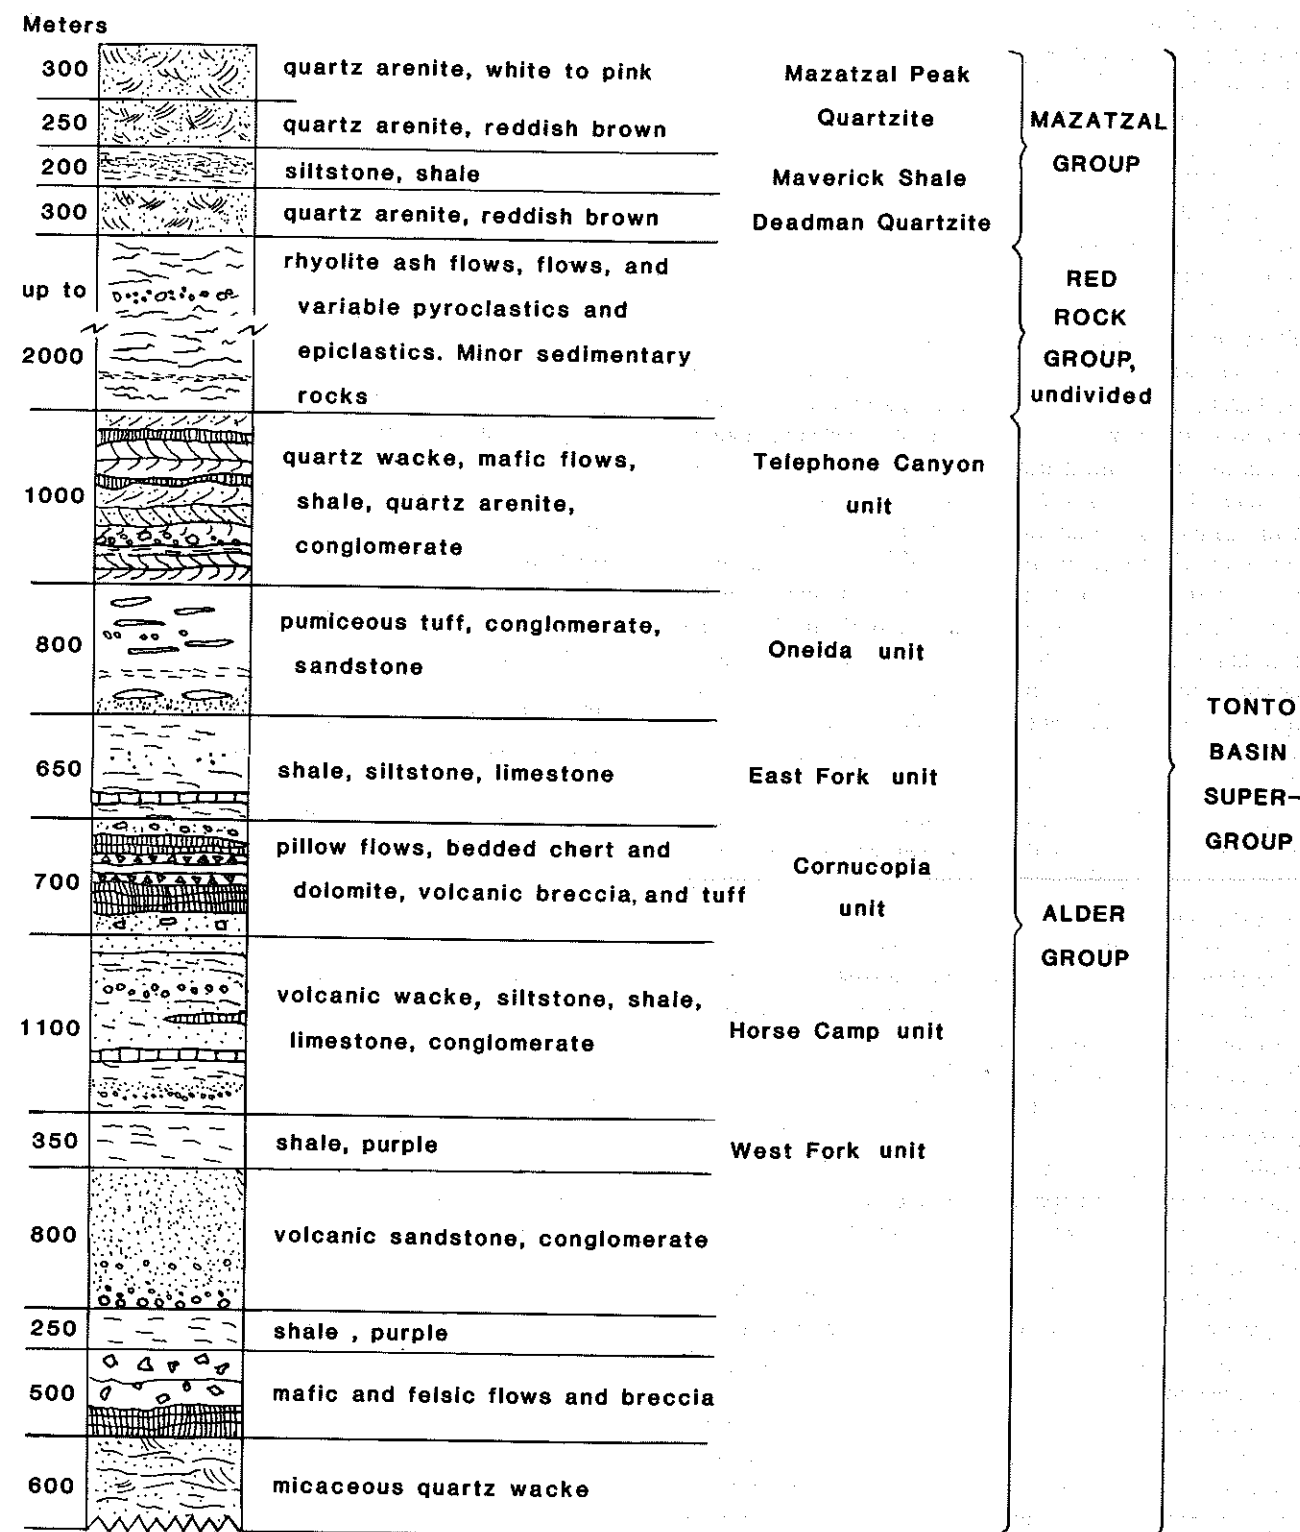 Meters
300
quartz arenite, white to pink
Mazatzal Peak
250
quartz arenite, reddish brown
Quartzite
200
siltstone, shale
Maverick Shale
300
quartz arenite, reddish brown
Deadman Quartzite
MAZATZAL
GROUP
up to
2000
rhyolite ash flows, flows, and
variable pyroclastics and
epiclastics. Minor sedimentary
rocks
RED
ROCK
GROUP,
undivided
1000
quartz wacke, mafic flows,
shale, quartz arenite,
conglomerate
Telephone Canyon
unit
800
pumiceous tuff, conglomerate,
sandstone
Oneida unit
650
shale, siltstone, limestone
East Fork unit
700
pillow flows, bedded chert and
dolomite, volcanic breccia, and tuff
Cornucopia
unit
1100
volcanic wacke, siltstone, shale,
limestone, conglomerate
Horse Camp unit
350
shale, purple
West Fork unit
800
volcanic sandstone, conglomerate
250
shale , purple
500
mafic and felsic flows and breccia
600
micaceous quartz wacke
ALDER
GROUP
TONTO
BASIN
SUPER-
GROUP